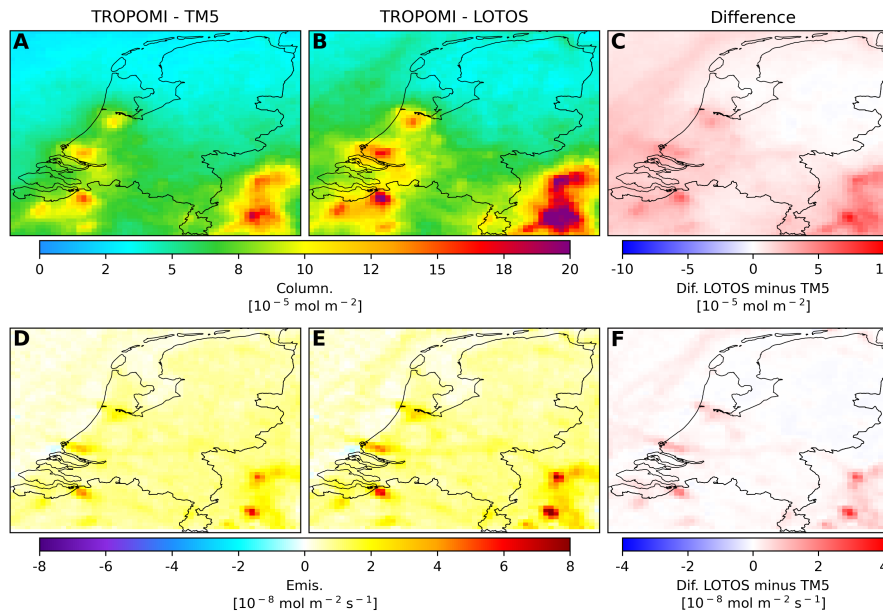 TROPOMI - TM5 TROPOMI - LOTOS Difference
A B C
0 2 5 8 10 12 15 18 20 -10 -5 0 5 1
Column. Dif. LOTOS minus TM5
[10⁻⁵ mol m⁻²] [10⁻⁵ mol m⁻²]
D E F
-8 -6 -4 -2 0 2 4 6 8 -4 -2 0 2 4
Emis. Dif. LOTOS minus TM5
[10⁻⁸ mol m⁻² s⁻¹] [10⁻⁸ mol m⁻² s⁻¹]